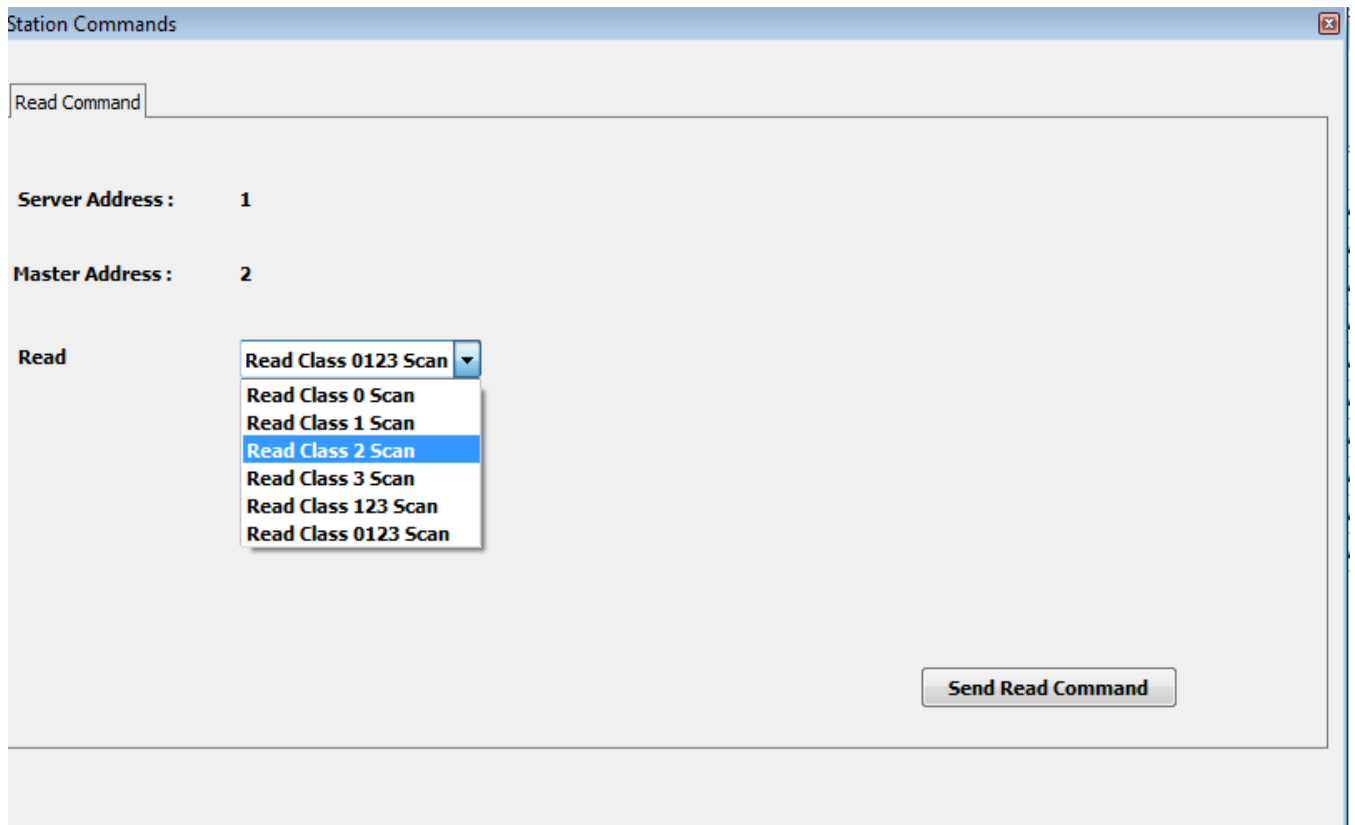 Station Commands
Read Command
Server Address : 1
Master Address : 2
Read Read Class 0123 Scan
Read Class 0 Scan
Read Class 1 Scan
Read Class 2 Scan
Read Class 3 Scan
Read Class 123 Scan
Read Class 0123 Scan
Send Read Command